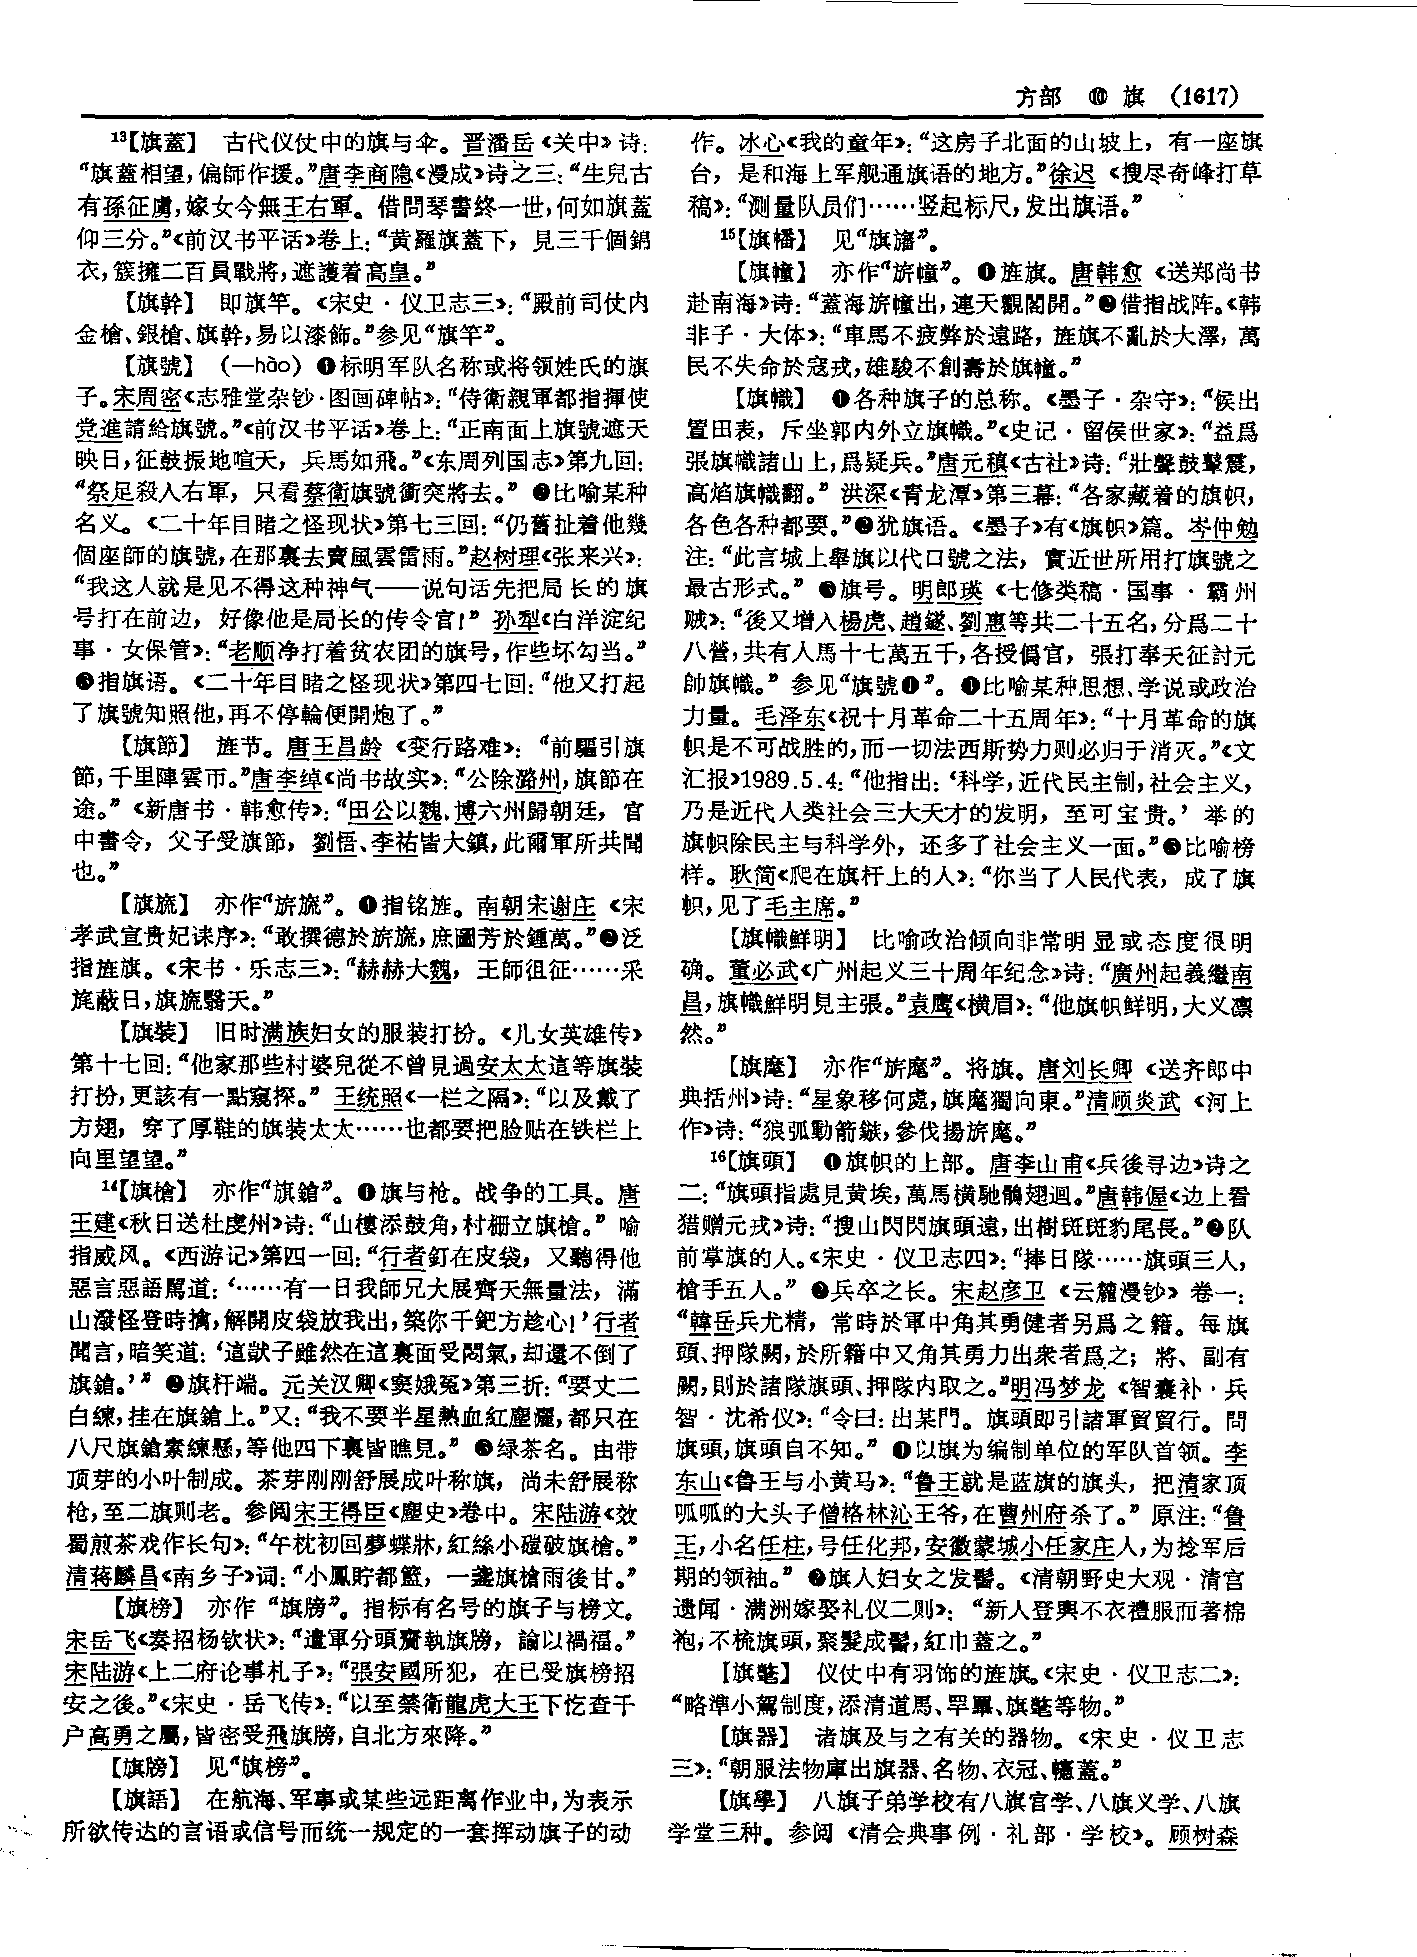 方部 ⑩ 旗 (1617)
¹³【旗蓋】 古代仪仗中的旗与伞。晋潘岳《关中》诗：
“旗蓋相望，偏師作援。”唐李商隐《漫成》诗之三：“生兒古
有孫征虜，嫁女今無王右軍。借問琴書終一世，何如旗蓋
仰三分。”《前汉书平话》卷上：“黄羅旗蓋下，見三千個錦
衣，簇擁二百員戰將，遮護着高皇。”
【旗幹】 即旗竿。《宋史·仪卫志三》：“殿前司仗内
金槍、銀槍、旗幹，易以漆飾。”参见“旗竿”。
【旗號】 （—hào）❶标明军队名称或将领姓氏的旗
子。宋周密《志雅堂杂钞·图画碑帖》：“侍衛親軍都指揮使
党進請給旗號。”《前汉书平话》卷上：“正南面上旗號遮天
映日，征鼓振地喧天，兵馬如飛。”《东周列国志》第九回：
“祭足殺入右軍，只看蔡衛旗號衝突將去。”❷比喻某种
名义。《二十年目睹之怪现状》第七三回：“仍舊扯着他幾
個座師的旗號，在那裏去賣風雲雷雨。”赵树理《张来兴》：
“我这人就是见不得这种神气——说句话先把局长的旗
号打在前边，好像他是局长的传令官！”孙犁《白洋淀纪
事·女保管》：“老顺净打着贫农团的旗号，作些坏勾当。”
❸指旗语。《二十年目睹之怪现状》第四七回：“他又打起
了旗號知照他，再不停輪便開炮了。”
【旗節】 旌节。唐王昌龄《变行路难》：“前驅引旗
節，千里陣雲帀。”唐李绰《尚书故实》：“公除潞州，旗節在
途。”《新唐书·韩愈传》：“田公以魏、博六州歸朝廷，官
中書令，父子受旗節，劉悟、李祐皆大鎮，此爾軍所共聞
也。”
【旗旒】 亦作“旂旒”。❶指铭旌。南朝宋谢庄《宋
孝武宣贵妃诔序》：“敢撰德於旂旒，庶圖芳於鍾萬。”❷泛
指旌旗。《宋书·乐志三》：“赫赫大魏，王師徂征……采
旄蔽日，旗旒翳天。”
【旗裝】 旧时满族妇女的服装打扮。《儿女英雄传》
第十七回：“他家那些村婆兒從不曾見過安太太這等旗裝
打扮，更該有一點窺探。”王统照《一栏之隔》：“以及戴了
方翅，穿了厚鞋的旗装太太……也都要把脸贴在铁栏上
向里望望。”
¹⁴【旗槍】 亦作“旗鎗”。❶旗与枪。战争的工具。唐
王建《秋日送杜虔州》诗：“山樓添鼓角，村栅立旗槍。”喻
指威风。《西游记》第四一回：“行者釘在皮袋，又聽得他
惡言惡語駡道：‘……有一日我師兄大展齊天無量法，滿
山潑怪登時擒，解開皮袋放我出，築你千鈀方趁心！’行者
聞言，暗笑道：‘這獃子雖然在這裏面受悶氣，却還不倒了
旗鎗。’”❷旗杆端。元关汉卿《窦娥冤》第三折：“要丈二
白練，挂在旗鎗上。”又：“我不要半星熱血紅塵灑，都只在
八尺旗鎗素練懸，等他四下裏皆瞧見。”❸绿茶名。由带
顶芽的小叶制成。茶芽刚刚舒展成叶称旗，尚未舒展称
枪，至二旗则老。参阅宋王得臣《麈史》卷中。宋陆游《效
蜀煎茶戏作长句》：“午枕初回夢蝶牀，紅絲小磑破旗槍。”
清蒋麟昌《南乡子》词：“小鳳貯都籃，一盞旗槍雨後甘。”
【旗榜】 亦作“旗牓”。指标有名号的旗子与榜文。
宋岳飞《奏招杨钦状》：“遣軍分頭齎執旗牓，諭以禍福。”
宋陆游《上二府论事札子》：“張安國所犯，在已受旗榜招
安之後。”《宋史·岳飞传》：“以至禁衛龍虎大王下忔查千
户高勇之屬，皆密受飛旗牓，自北方來降。”
【旗牓】 见“旗榜”。
【旗語】 在航海、军事或某些远距离作业中，为表示
所欲传达的言语或信号而统一规定的一套挥动旗子的动
作。冰心《我的童年》：“这房子北面的山坡上，有一座旗
台，是和海上军舰通旗语的地方。”徐迟《搜尽奇峰打草
稿》：“测量队员们……竖起标尺，发出旗语。”
¹⁵【旗幡】 见“旗旛”。
【旗幢】 亦作“旂幢”。❶旌旗。唐韩愈《送郑尚书
赴南海》诗：“蓋海旂幢出，連天觀閣開。”❷借指战阵。《韩
非子·大体》：“車馬不疲弊於遠路，旌旗不亂於大澤，萬
民不失命於寇戎，雄駿不創壽於旗幢。”
【旗幟】 ❶各种旗子的总称。《墨子·杂守》：“候出
置田表，斥坐郭内外立旗幟。”《史记·留侯世家》：“益爲
張旗幟諸山上，爲疑兵。”唐元稹《古社》诗：“壯聲鼓鼙震，
高焰旗幟翻。”洪深《青龙潭》第三幕：“各家藏着的旗帜，
各色各种都要。”❷犹旗语。《墨子》有《旗帜》篇。岑仲勉
注：“此言城上舉旗以代口號之法，實近世所用打旗號之
最古形式。”❸旗号。明郎瑛《七修类稿·国事·霸州
贼》：“後又增入楊虎、趙鐩、劉惠等共二十五名，分爲二十
八營，共有人馬十七萬五千，各授僞官，張打奉天征討元
帥旗幟。”参见“旗號❶”。❹比喻某种思想、学说或政治
力量。毛泽东《祝十月革命二十五周年》：“十月革命的旗
帜是不可战胜的，而一切法西斯势力则必归于消灭。”《文
汇报》1989.5.4：“他指出：‘科学，近代民主制，社会主义，
乃是近代人类社会三大天才的发明，至可宝贵。’举的
旗帜除民主与科学外，还多了社会主义一面。”❺比喻榜
样。耿简《爬在旗杆上的人》：“你当了人民代表，成了旗
帜，见了毛主席。”
【旗幟鮮明】 比喻政治倾向非常明显或态度很明
确。董必武《广州起义三十周年纪念》诗：“廣州起義繼南
昌，旗幟鮮明見主張。”袁鹰《横眉》：“他旗帜鲜明，大义凛
然。”
【旗麾】 亦作“旂麾”。将旗。唐刘长卿《送齐郎中
典括州》诗：“星象移何處，旗麾獨向東。”清顾炎武《河上
作》诗：“狼弧動箭鏃，參伐揚旂麾。”
¹⁶【旗頭】 ❶旗帜的上部。唐李山甫《兵後寻边》诗之
二：“旗頭指處見黄埃，萬馬横馳鶻翅迴。”唐韩偓《边上看
猎赠元戎》诗：“搜山閃閃旗頭遠，出樹斑斑豹尾長。”❷队
前掌旗的人。《宋史·仪卫志四》：“捧日隊……旗頭三人，
槍手五人。”❷兵卒之长。宋赵彦卫《云麓漫钞》卷一：
“韓岳兵尤精，常時於軍中角其勇健者另爲之籍。每旗
頭、押隊闕，於所籍中又角其勇力出衆者爲之；將、副有
闕，則於諸隊旗頭、押隊内取之。”明冯梦龙《智囊补·兵
智·沈希仪》：“令曰：出某門。旗頭即引諸軍貿貿行。問
旗頭，旗頭自不知。”❹以旗为编制单位的军队首领。李
东山《鲁王与小黄马》：“鲁王就是蓝旗的旗头，把清家顶
呱呱的大头子僧格林沁王爷，在曹州府杀了。”原注：“鲁
王，小名任柱，号任化邦，安徽蒙城小任家庄人，为捻军后
期的领袖。”❷旗人妇女之发髻。《清朝野史大观·清宫
遗闻·满洲嫁娶礼仪二则》：“新人登輿不衣禮服而著棉
袍，不梳旗頭，聚髮成髻，紅巾蓋之。”
【旗氅】 仪仗中有羽饰的旌旗。《宋史·仪卫志二》：
“略準小駕制度，添清道馬、罕罼、旗氅等物。”
【旗器】 诸旗及与之有关的器物。《宋史·仪卫志
三》：“朝服法物庫出旗器、名物、衣冠、幰蓋。”
【旗學】 八旗子弟学校有八旗官学、八旗义学、八旗
学堂三种。参阅《清会典事例·礼部·学校》。顾树森